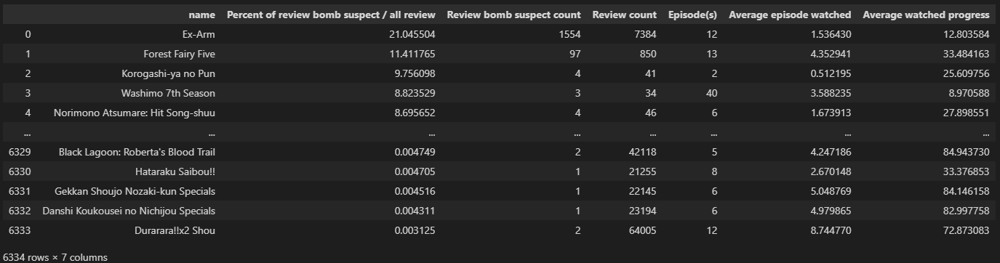 name Percent of review bomb suspect / all review Review bomb suspect count Review count Episode(s) Average episode watched Average watched progress
0 Ex-Arm 21.045504 1554 7384 12 1.536430 12.803584
1 Forest Fairy Five 11.411765 97 850 13 4.352941 33.484163
2 Korogashi-ya no Pun 9.756098 4 41 2 0.512195 25.609756
3 Washimo 7th Season 8.823529 3 34 40 3.588235 8.970588
4 Norimono Atsumare: Hit Song-shuu 8.695652 4 46 6 1.673913 27.898551
... ... ... ... ... ... ... ...
6329 Black Lagoon: Roberta's Blood Trail 0.004749 2 42118 5 4.247186 84.943730
6330 Hataraku Saibou!! 0.004705 1 21255 8 2.670148 33.376853
6331 Gekkan Shoujo Nozaki-kun Specials 0.004516 1 22145 6 5.048769 84.146158
6332 Danshi Koukousei no Nichijou Specials 0.004311 1 23194 6 4.979865 82.997758
6333 Durarara!!x2 Shou 0.003125 2 64005 12 8.744770 72.873083
6334 rows × 7 columns